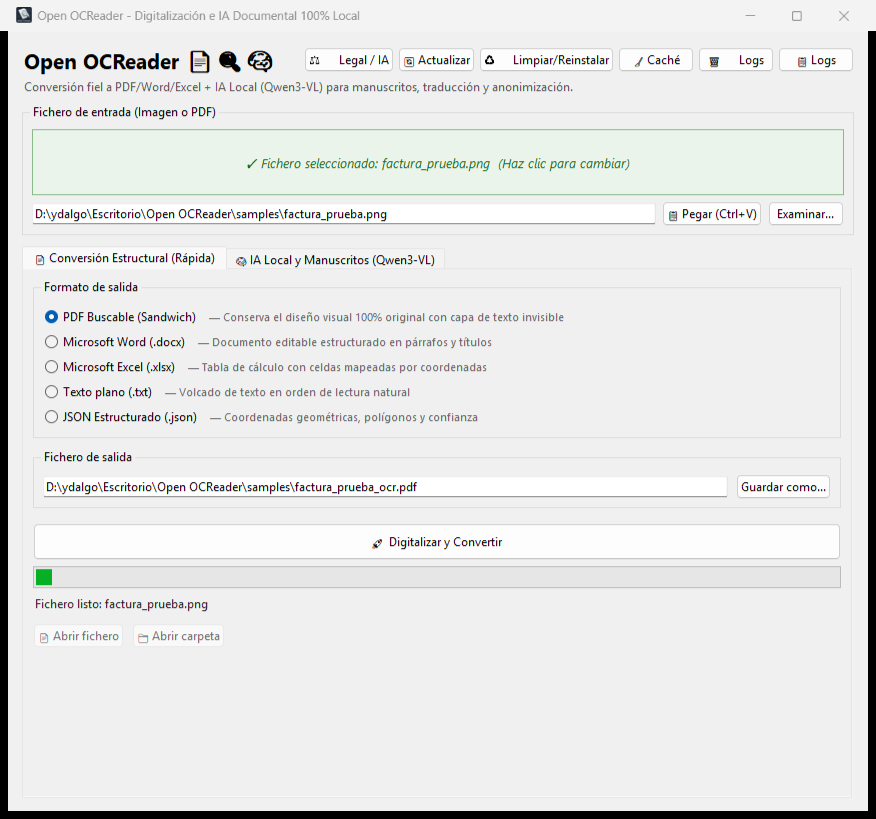 Open OCReader - Digitalización e IA Documental 100% Local
Open OCReader
Legal / IA
Actualizar
Limpiar/Reinstalar
Caché
Logs
Logs
Conversión fiel a PDF/Word/Excel + IA Local (Qwen3-VL) para manuscritos, traducción y anonimización.
Fichero de entrada (Imagen o PDF)
✓ Fichero seleccionado: factura_prueba.png (Haz clic para cambiar)
D:\ydalgo\Escritorio\Open OCReader\samples\factura_prueba.png
Pegar (Ctrl+V)
Examinar...
Conversión Estructural (Rápida)
IA Local y Manuscritos (Qwen3-VL)
Formato de salida
PDF Buscable (Sandwich) — Conserva el diseño visual 100% original con capa de texto invisible
Microsoft Word (.docx) — Documento editable estructurado en párrafos y títulos
Microsoft Excel (.xlsx) — Tabla de cálculo con celdas mapeadas por coordenadas
Texto plano (.txt) — Volcado de texto en orden de lectura natural
JSON Estructurado (.json) — Coordenadas geométricas, polígonos y confianza
Fichero de salida
D:\ydalgo\Escritorio\Open OCReader\samples\factura_prueba_ocr.pdf
Guardar como...
Digitalizar y Convertir
Fichero listo: factura_prueba.png
Abrir fichero
Abrir carpeta